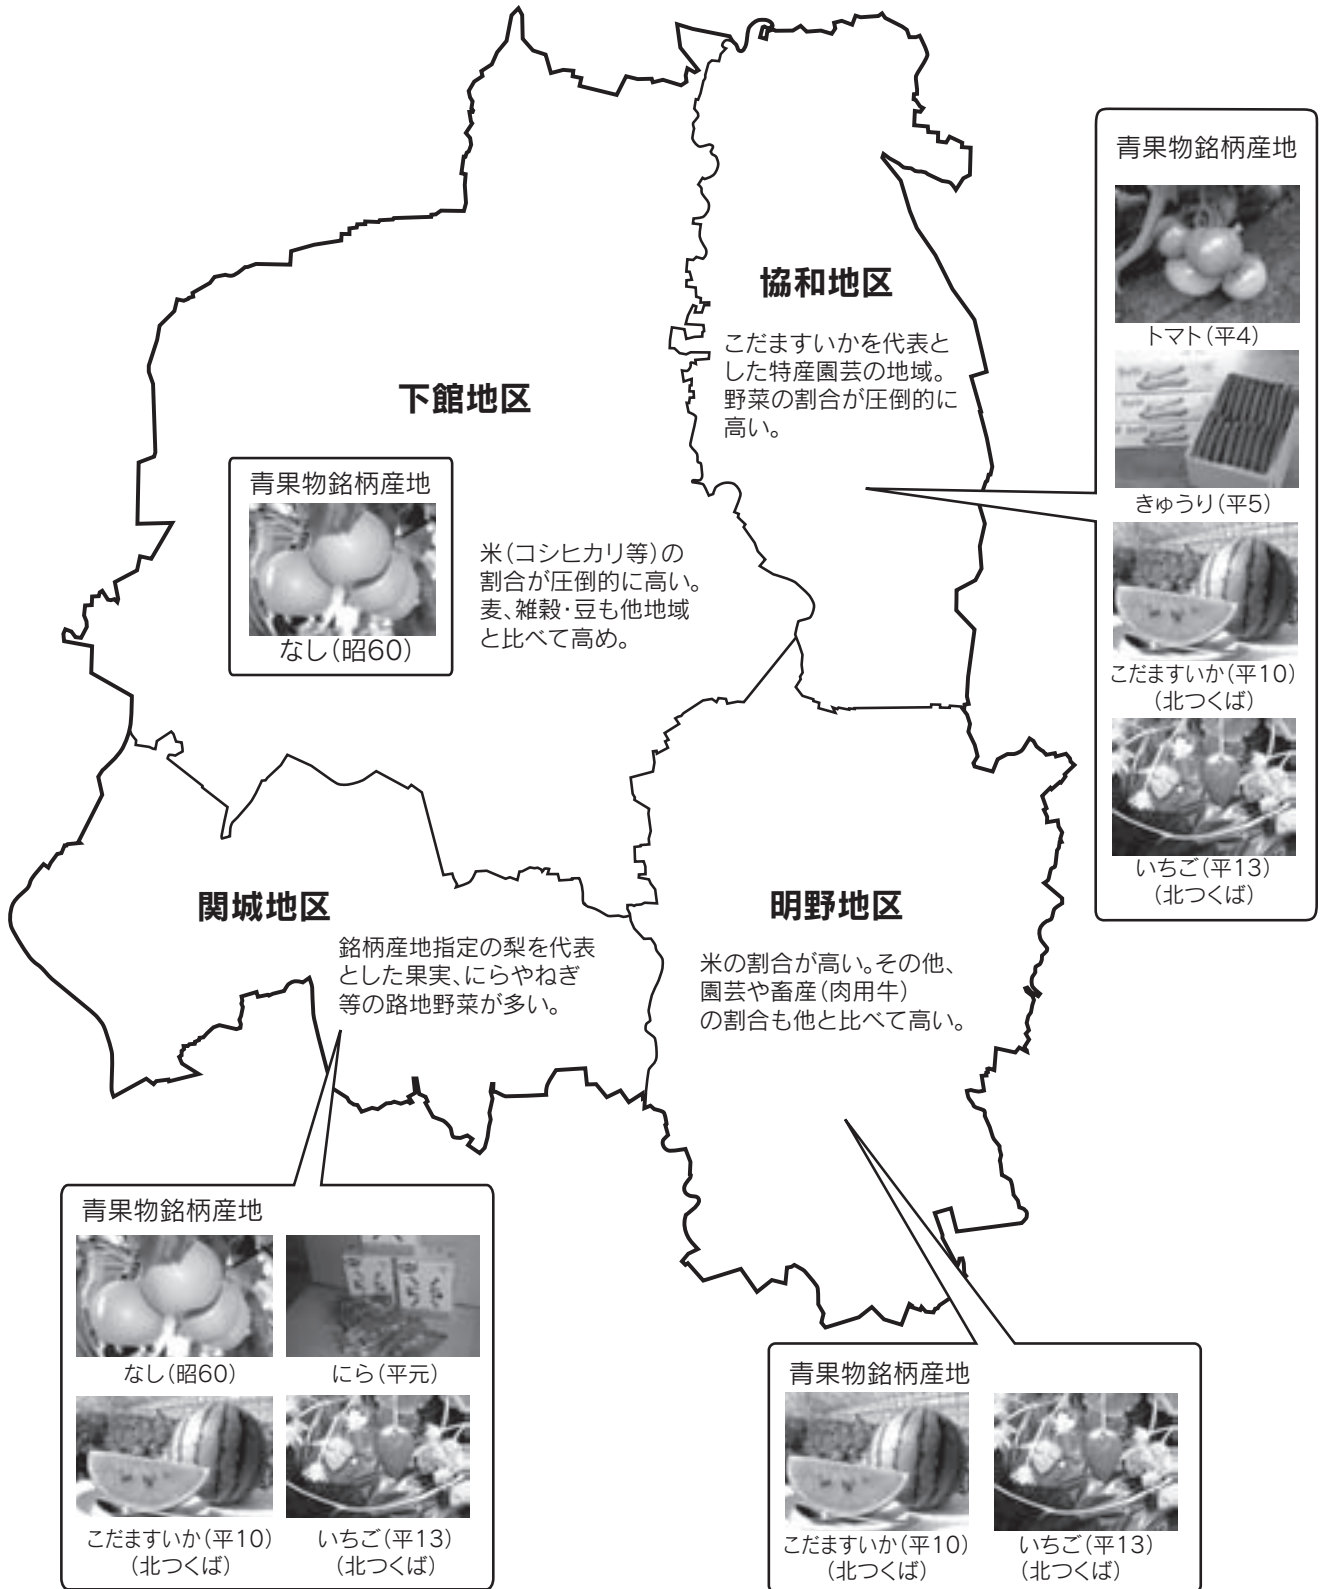 協和地区
こだますいかを代表と
した特産園芸の地域。
野菜の割合が圧倒的に
高い。
青果物銘柄産地
トマト(平4)
きゅうり(平5)
こだますいか(平10)
(北つくば)
いちご(平13)
(北つくば)
下館地区
青果物銘柄産地
なし(昭60)
米(コシヒカリ等)の
割合が圧倒的に高い。
麦、雑穀・豆も他地域
と比べて高め。
関城地区
銘柄産地指定の梨を代表
とした果実、にらやねぎ
等の路地野菜が多い。
青果物銘柄産地
なし(昭60)
にら(平元)
こだますいか(平10)
(北つくば)
いちご(平13)
(北つくば)
明野地区
米の割合が高い。その他、
園芸や畜産(肉用牛)
の割合も他と比べて高い。
青果物銘柄産地
こだますいか(平10)
(北つくば)
いちご(平13)
(北つくば)